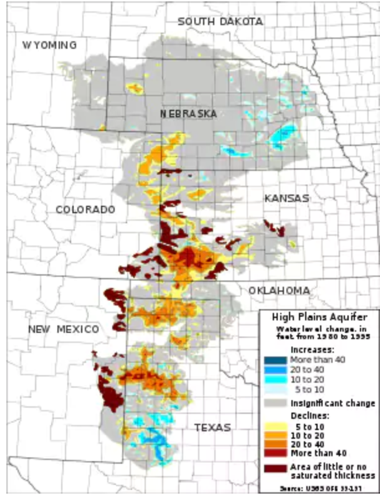 SOUTH DAKOTA
WYOMING
NEBRASKA
COLORADO
KANSAS
OKLAHOMA
NEW MEXICO
TEXAS
High Plains Aquifer
Water level change, in
feet, from 1980 to 1995
Increases:
More than 40
20 to 40
10 to 20
5 to 10
Insignificant change
Declines:
5 to 10
10 to 20
20 to 40
More than 40
Area of little or no
saturated thickness
Source: USGS